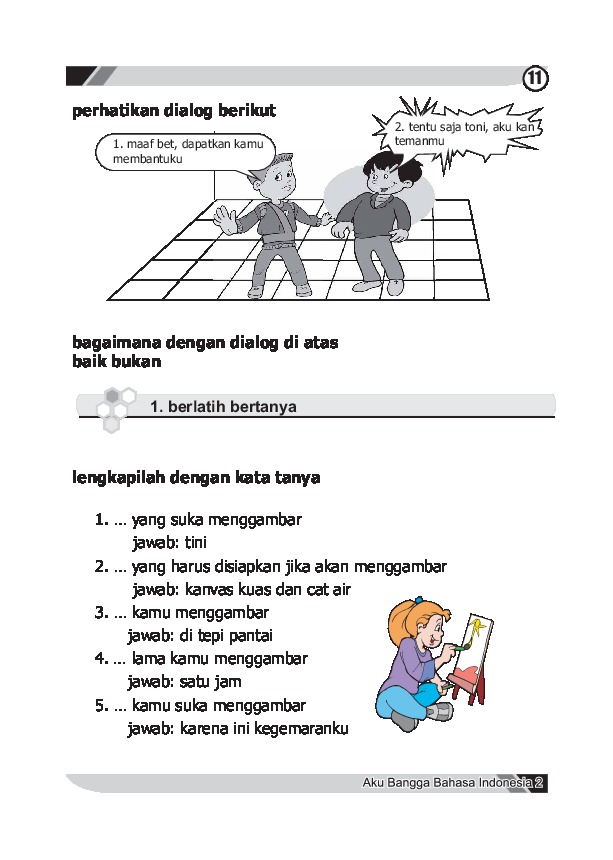 11
perhatikan dialog berikut
1. maaf bet, dapatkan kamu
membantuku
2. tentu saja toni, aku kan
temanmu
bagaimana dengan dialog di atas
baik bukan
1. berlatih bertanya
lengkapilah dengan kata tanya
1. ... yang suka menggambar
jawab: tini
2. ... yang harus disiapkan jika akan menggambar
jawab: kanvas kuas dan cat air
3. ... kamu menggambar
jawab: di tepi pantai
4. ... lama kamu menggambar
jawab: satu jam
5. ... kamu suka menggambar
jawab: karena ini kegemaranku
Aku Bangga Bahasa Indonesia 2